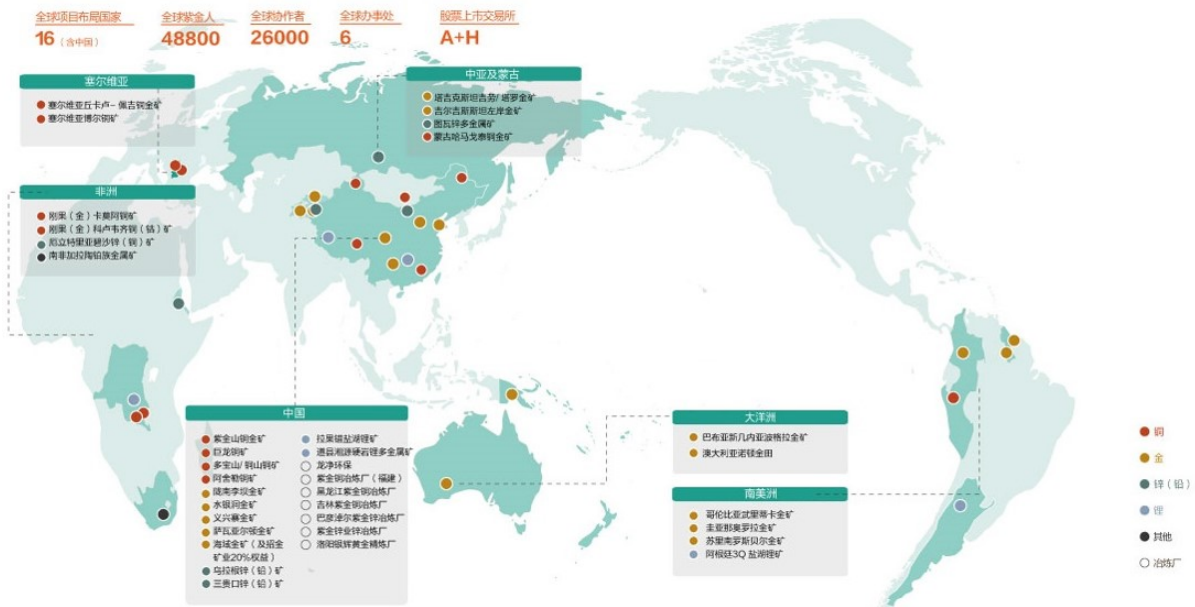 全球项目布局国家
16（含中国）
全球紫金人
48800
全球协作者
26000
全球办事处
6
股票上市交易所
A+H
塞尔维亚
塞尔维亚丘卡卢-佩吉铜金矿
塞尔维亚博尔铜矿
中亚及蒙古
塔吉克斯坦吉劳/塔罗金矿
吉尔吉斯斯坦左岸金矿
图瓦锌多金属矿
蒙古哈马戈泰铜金矿
非洲
刚果（金）卡莫阿铜矿
刚果（金）科卢韦齐铜（钴）矿
厄立特里亚碧沙锌（铜）矿
南非加拉陶铂族金属矿
中国
紫金山铜金矿
巨龙铜矿
多宝山/铜山铜矿
阿舍勒铜矿
陇南李坝金矿
水银洞金矿
义兴寨金矿
萨瓦亚尔顿金矿
海域金矿（及招金
矿业20%权益）
乌拉根锌（铅）矿
三贵口锌（铅）矿
拉果错盐湖锂矿
道县湘源硬岩锂多金属矿
龙净环保
紫金铜冶炼厂（福建）
黑龙江紫金铜冶炼厂
吉林紫金铜冶炼厂
巴彦淖尔紫金锌冶炼厂
紫金锌业锌冶炼厂
洛阳银辉黄金精炼厂
大洋洲
巴布亚新几内亚波格拉金矿
澳大利亚诺顿金田
南美洲
哥伦比亚武里蒂卡金矿
圭亚那奥罗拉金矿
苏里南罗斯贝尔金矿
阿根廷3Q盐湖锂矿
铜
金
锌（铅）
锂
其他
冶炼厂